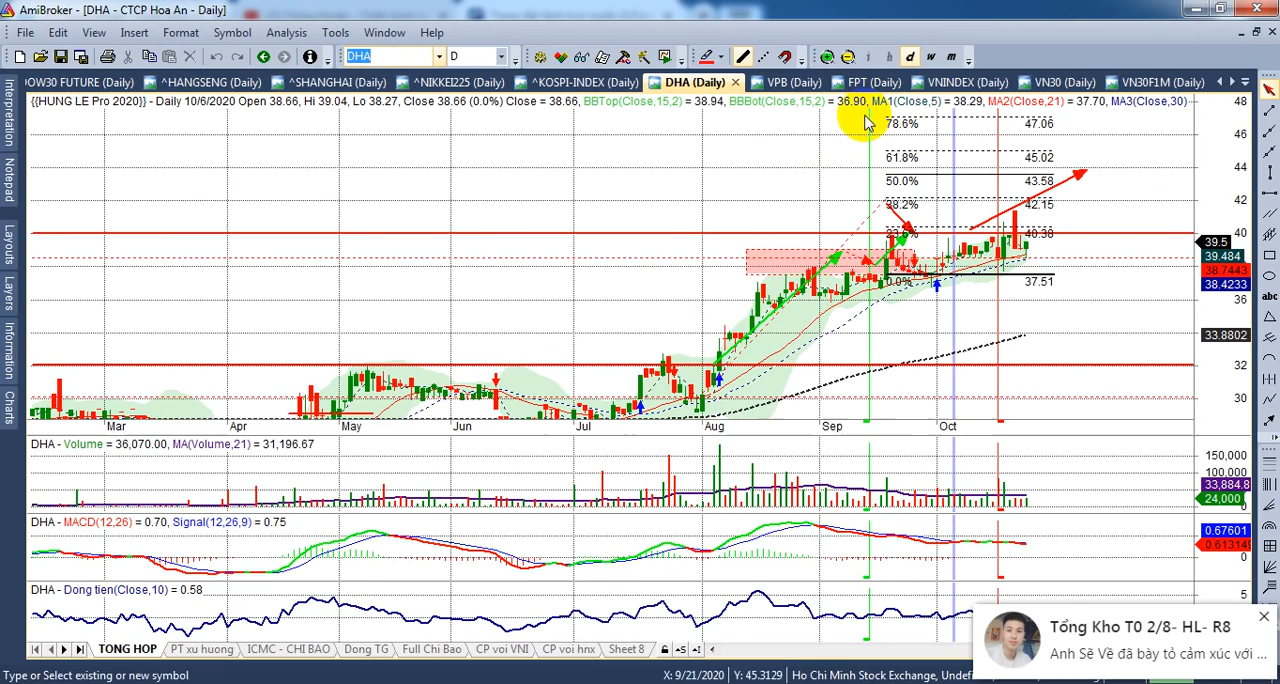 AmiBroker - [DHA - CTCP Hoa An - Daily]
File Edit View Insert Format Symbol Analysis Tools Window Help
DHA D
d w m
OW30 FUTURE (Daily) ^HANGSENG (Daily) ^SHANGHAI (Daily) ^NIKKEI225 (Daily) ^KOSPI-INDEX (Daily) DHA (Daily) VPB (Daily) FPT (Daily) VNINDEX (Daily) VN30 (Daily) VN30F1M (Daily)
{{HUNG LE Pro 2020}} - Daily 10/6/2020 Open 38.66, Hi 39.04, Lo 38.27, Close 38.66 (0.0%) Close = 38.66, BBTop(Close,15,2) = 38.94, BBBot(Close,15,2) = 36.90, MA1(Close,5) = 38.29, MA2(Close,21) = 37.70, MA3(Close,30)
Interpretation
Notepad
Layouts
Layers
Information
Charts
abc
48
46
44
42
40
36
32
30
78.6% 47.06
61.8% 45.02
50.0% 43.58
38.2% 42.15
23.6% 40.38
0.0% 37.51
39.5
39.484
38.7443
38.4233
33.8802
Mar Apr May Jun Jul Aug Sep Oct
DHA - Volume = 36,070.00, MA(Volume,21) = 31,196.67
150,000
100,000
33,884.8
24,000
0
DHA - MACD(12,26) = 0.70, Signal(12,26,9) = 0.75
0.67601
0.613149
0
DHA - Dong tien(Close,10) = 0.58
5
Tổng Kho T0 2/8- HL- R8
Anh Sẽ Về đã bày tỏ cảm xúc với ...
TONG HOP PT xu huong ICMC - CHI BAO Dong TG Full Chi Bao CP voi VNI CP voi hnx Sheet 8
Type or Select existing or new symbol X: 9/21/2020 Y: 45.3129 Ho Chi Minh Stock Exchange, Undef